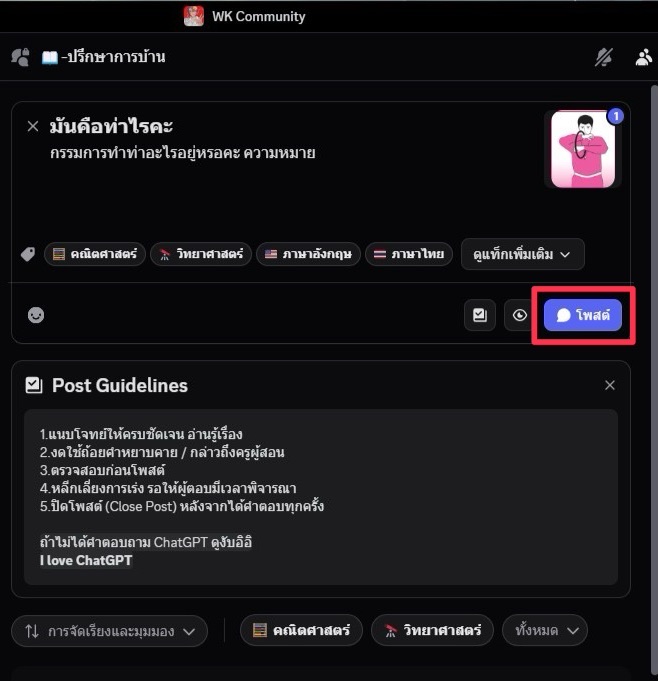 WK Community
📖-ปรึกษาการบ้าน
มันคือท่าไรคะ
1
กรรมการทำท่าอะไรอยู่หรอคะ ความหมาย
คณิตศาสตร์ วิทยาศาสตร์ ภาษาอังกฤษ ภาษาไทย ดูแท็กเพิ่มเติม
โพสต์
Post Guidelines
1.แนบโจทย์ให้ครบชัดเจน อ่านรู้เรื่อง
2.งดใช้ถ้อยคำหยาบคาย / กล่าวถึงครูผู้สอน
3.ตรวจสอบก่อนโพสต์
4.หลีกเลี่ยงการเร่ง รอให้ผู้ตอบมีเวลาพิจารณา
5.ปิดโพสต์ (Close Post) หลังจากได้คำตอบทุกครั้ง
ถ้าไม่ได้คำตอบถาม ChatGPT ดูงับอิอิ
I love ChatGPT
การจัดเรียงและมุมมอง คณิตศาสตร์ วิทยาศาสตร์ ทั้งหมด